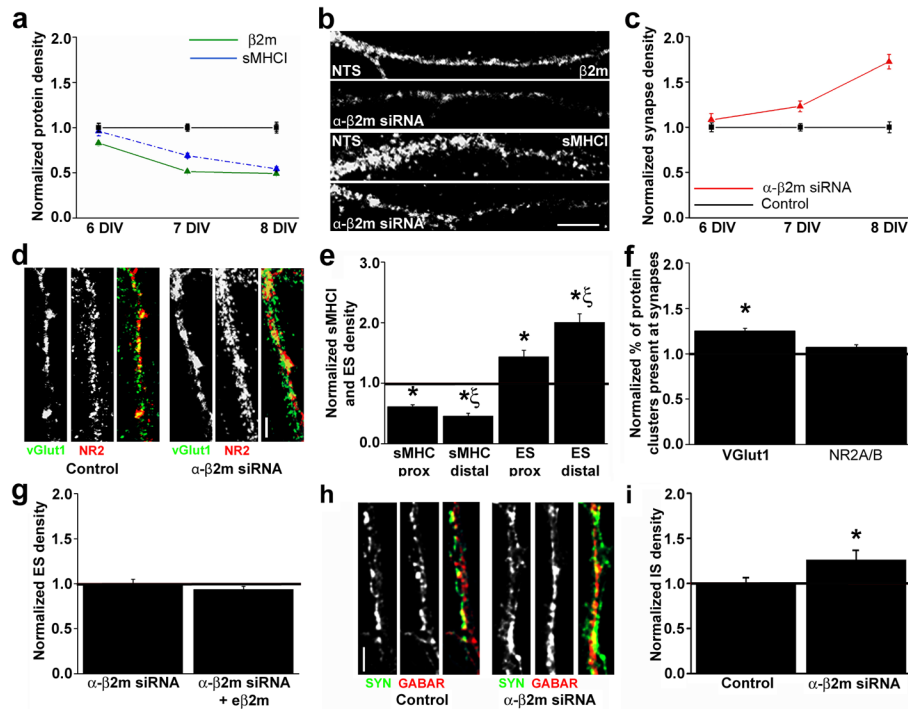 a
Normalized protein density
2.0
1.5
1.0
0.5
0.0
β2m
sMHCI
6 DIV 7 DIV 8 DIV
b
NTS β2m
α-β2m siRNA
NTS sMHCI
α-β2m siRNA
c
Normalized synapse density
2.0
1.5
1.0
0.5
0.0
α-β2m siRNA
Control
6 DIV 7 DIV 8 DIV
d
vGlut1 NR2 vGlut1 NR2
Control α-β2m siRNA
e
Normalized sMHCI
and ES density
3.0
2.0
1.0
0.0
* *ξ * *ξ
sMHC sMHC ES ES
prox distal prox distal
f
Normalized % of protein
clusters present at synapses
2.0
1.5
1.0
0.5
0.0
*
VGlut1 NR2A/B
g
Normalized ES density
2.0
1.5
1.0
0.5
0.0
α-β2m siRNA α-β2m siRNA
+ eβ2m
h
SYN GABAR SYN GABAR
Control α-β2m siRNA
i
Normalized IS density
2.0
1.5
1.0
0.5
0.0
*
Control α-β2m siRNA